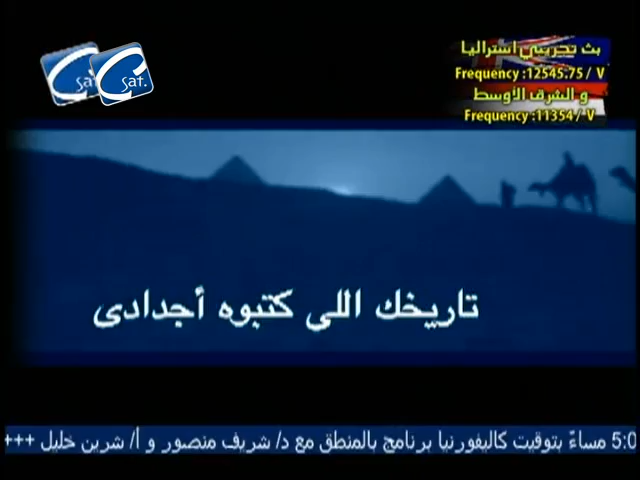 C
sat.
C
sat.
بث تجريبي استراليا
Frequency :12545.75 / V
و الشرق الأوسط
Frequency :11354 / V
تاريخك اللى كتبوه أجدادى
5:0 مساءً بتوقيت كاليفورنيا برنامج بالمنطق مع د/ شريف منصور و أ/ شرين خليل +++